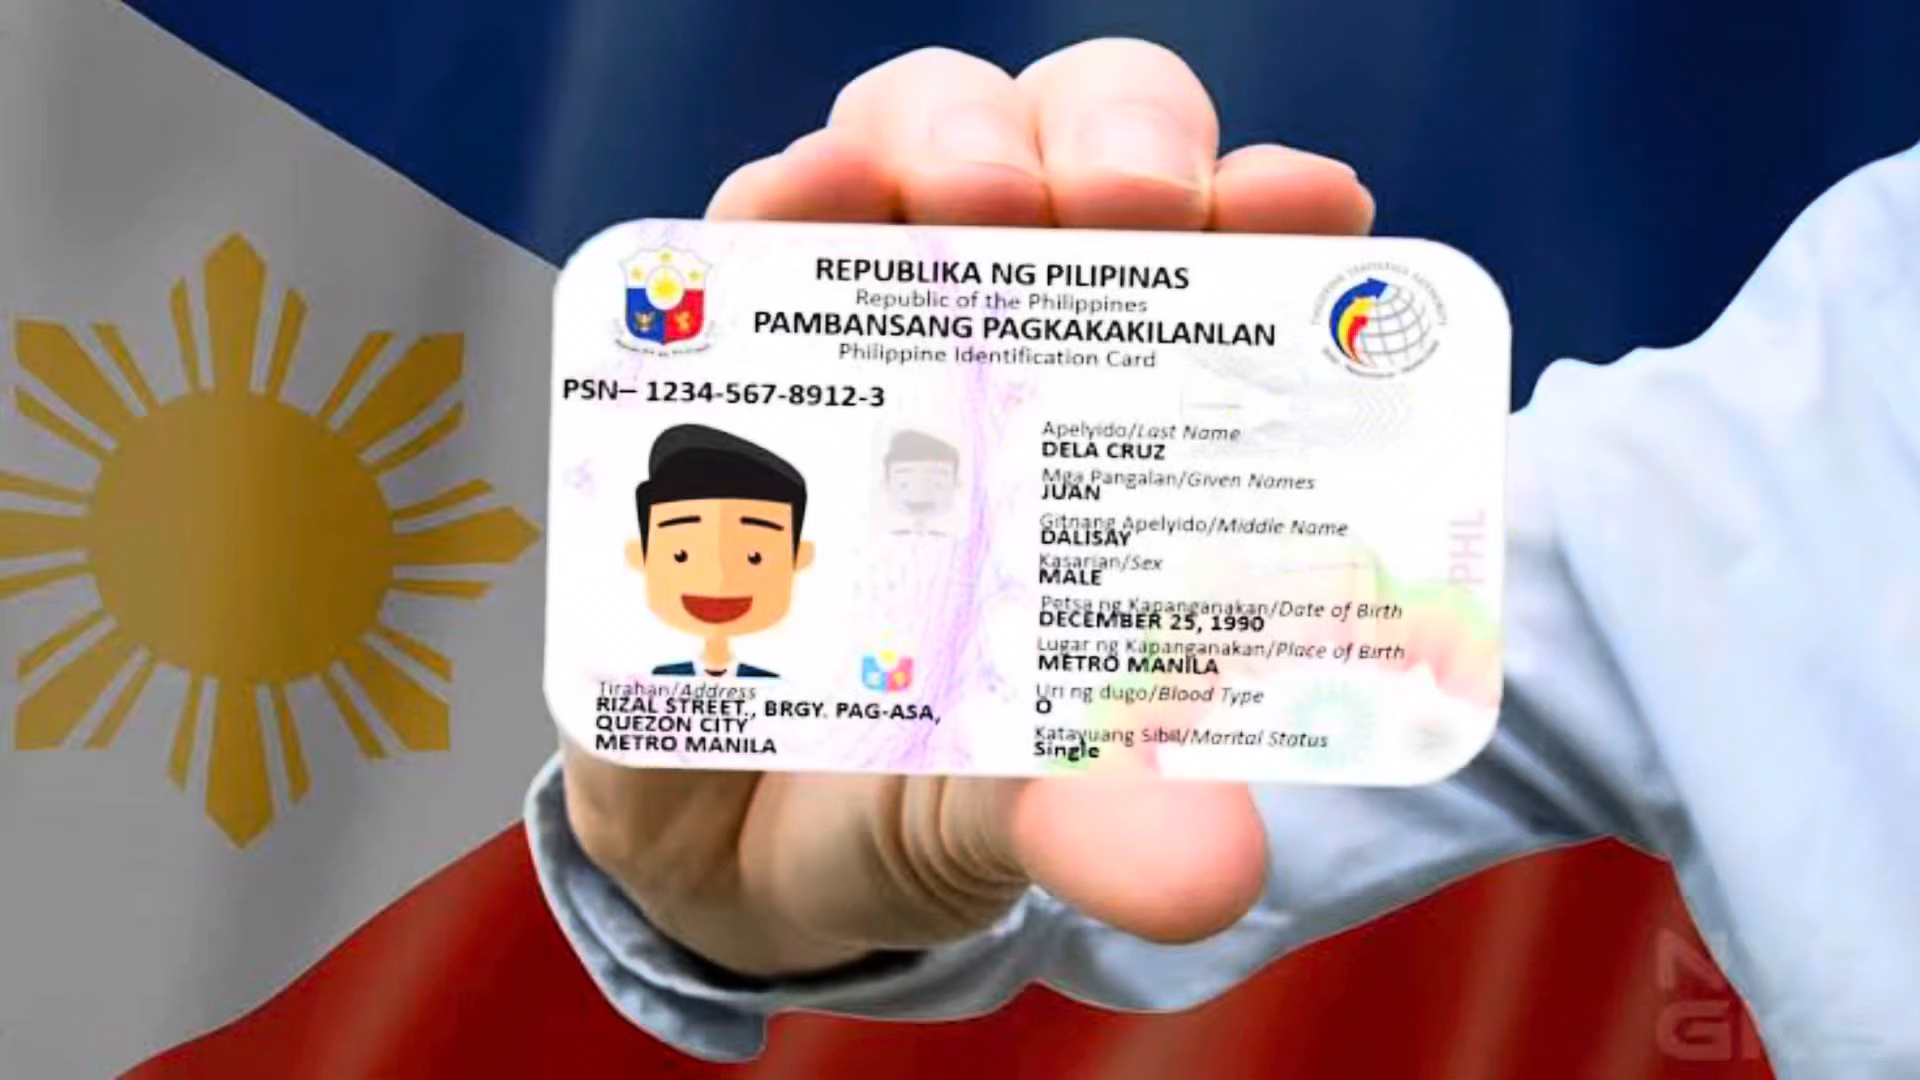 REPUBLIKA NG PILIPINAS
Republic of the Philippines
PAMBANSANG PAGKAKAKILANLAN
Philippine Identification Card
PSN– 1234-567-8912-3
Apelyido/Last Name
DELA CRUZ
Mga Pangalan/Given Names
JUAN
Gitnang Apelyido/Middle Name
DALISAY
Kasarian/Sex
MALE
Petsa ng Kapanganakan/Date of Birth
DECEMBER 25, 1990
Lugar ng Kapanganakan/Place of Birth
METRO MANILA
Uri ng dugo/Blood Type
O
Katayuang Sibil/Marital Status
Single
PHL
Tirahan/Address
RIZAL STREET., BRGY. PAG-ASA,
QUEZON CITY
METRO MANILA